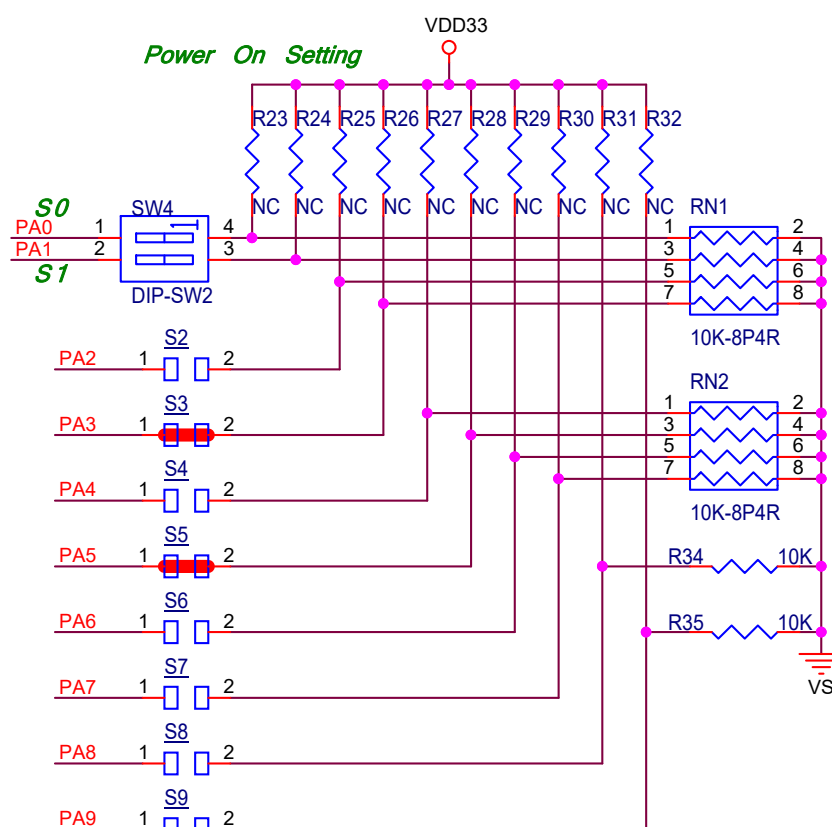 VDD33
Power On Setting
R23 R24 R25 R26 R27 R28 R29 R30 R31 R32
NC NC NC NC NC NC NC NC NC NC
S0
PA0 1
PA1 2
S1
SW4
1
4
3
DIP-SW2
RN1
1 2
3 4
5 6
7 8
10K-8P4R
S2
PA2 1 2
S3
PA3 1 2
RN2
1 2
3 4
5 6
7 8
10K-8P4R
S4
PA4 1 2
S5
PA5 1 2
R34 10K
S6
PA6 1 2
R35 10K
VS
S7
PA7 1 2
S8
PA8 1 2
S9
PA9 1 2